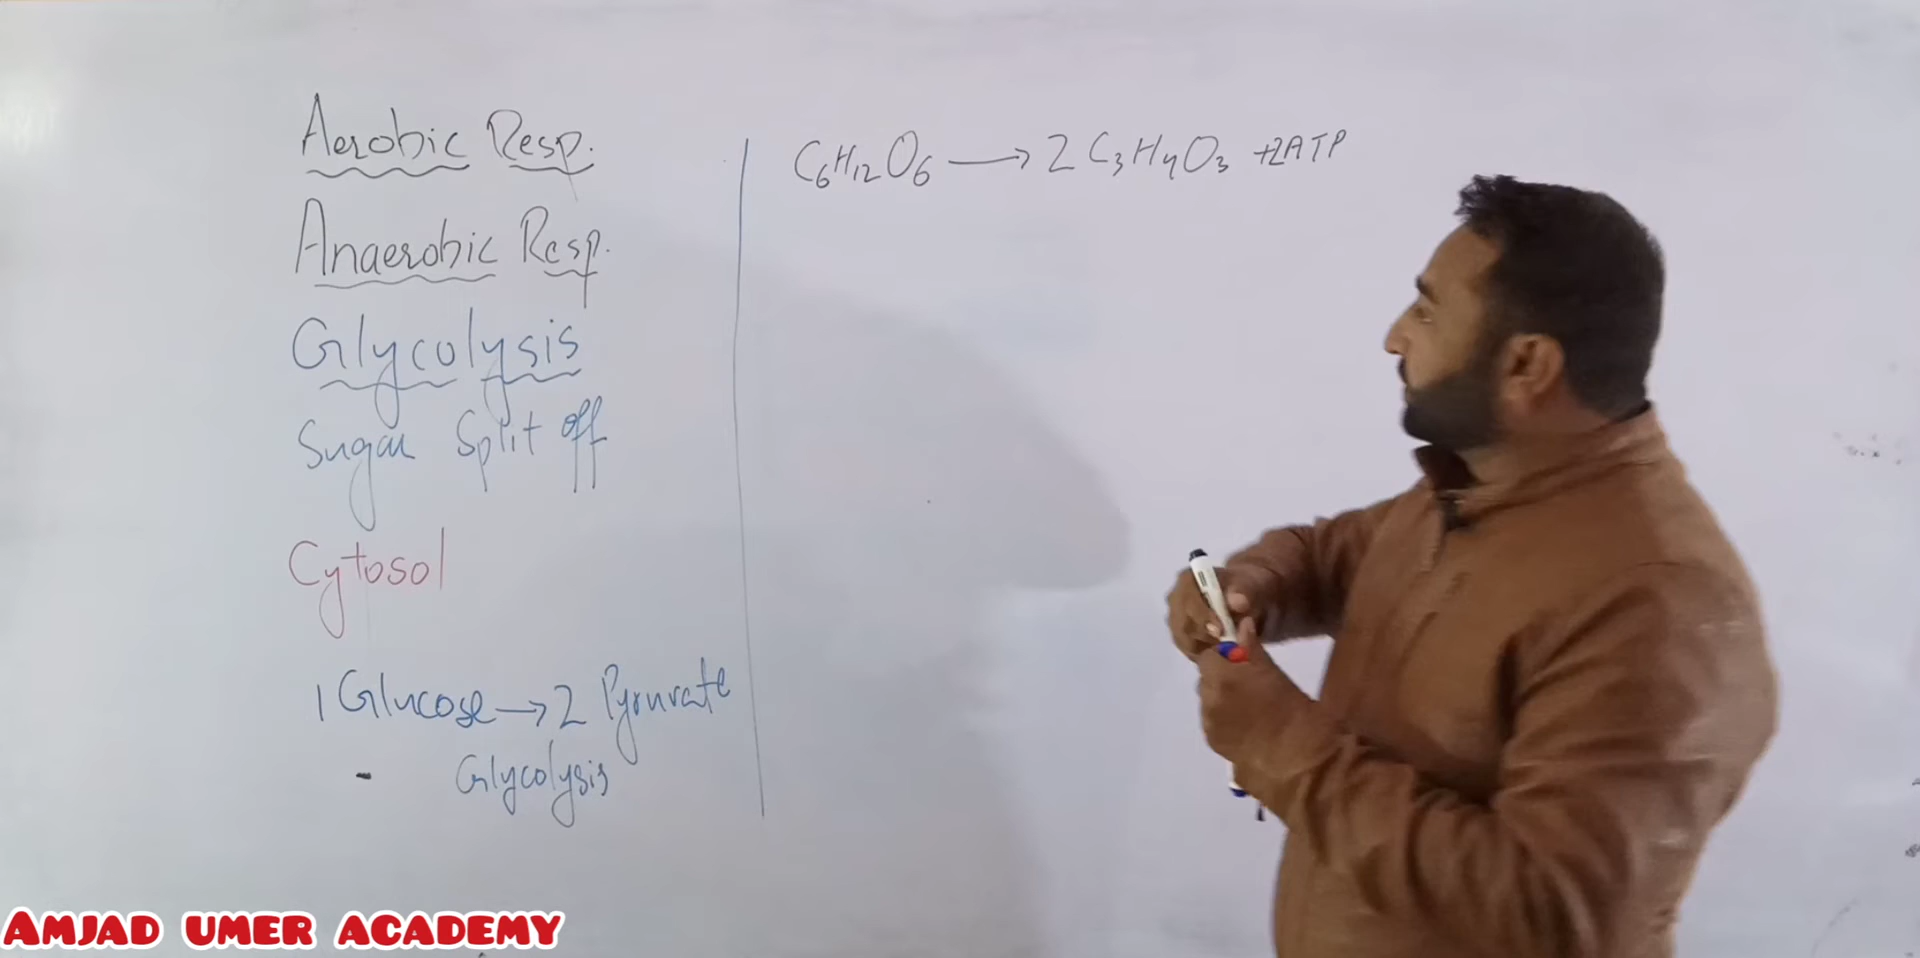 Aerobic Resp.
Anaerobic Resp.
Glycolysis
Sugar Split off
Cytosol
1 Glucose → 2 Pyruvate
- Glycolysis
C₆H₁₂O₆ → 2 C₃H₄O₃ +2ATP
AMJAD UMER ACADEMY